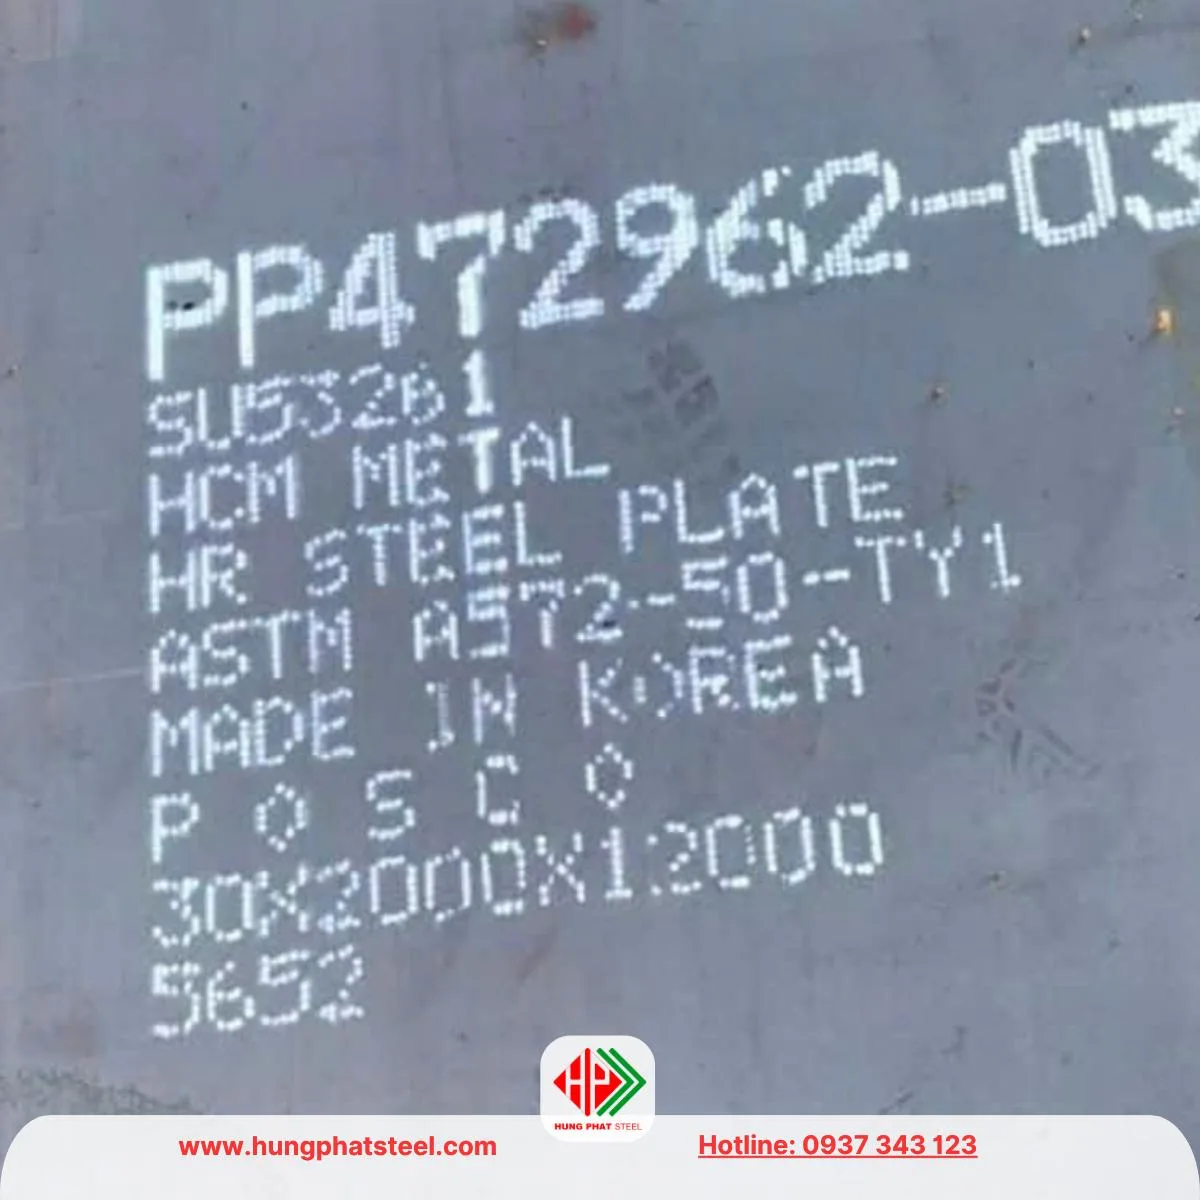 PP472962-03
SU53261
HCM METAL
HR STEEL PLATE
ASTM A572-50-TY1
MADE IN KOREA
P O S C O
30X2000X12000
5652
HUNG PHAT STEEL
www.hungphatsteel.com
Hotline: 0937 343 123